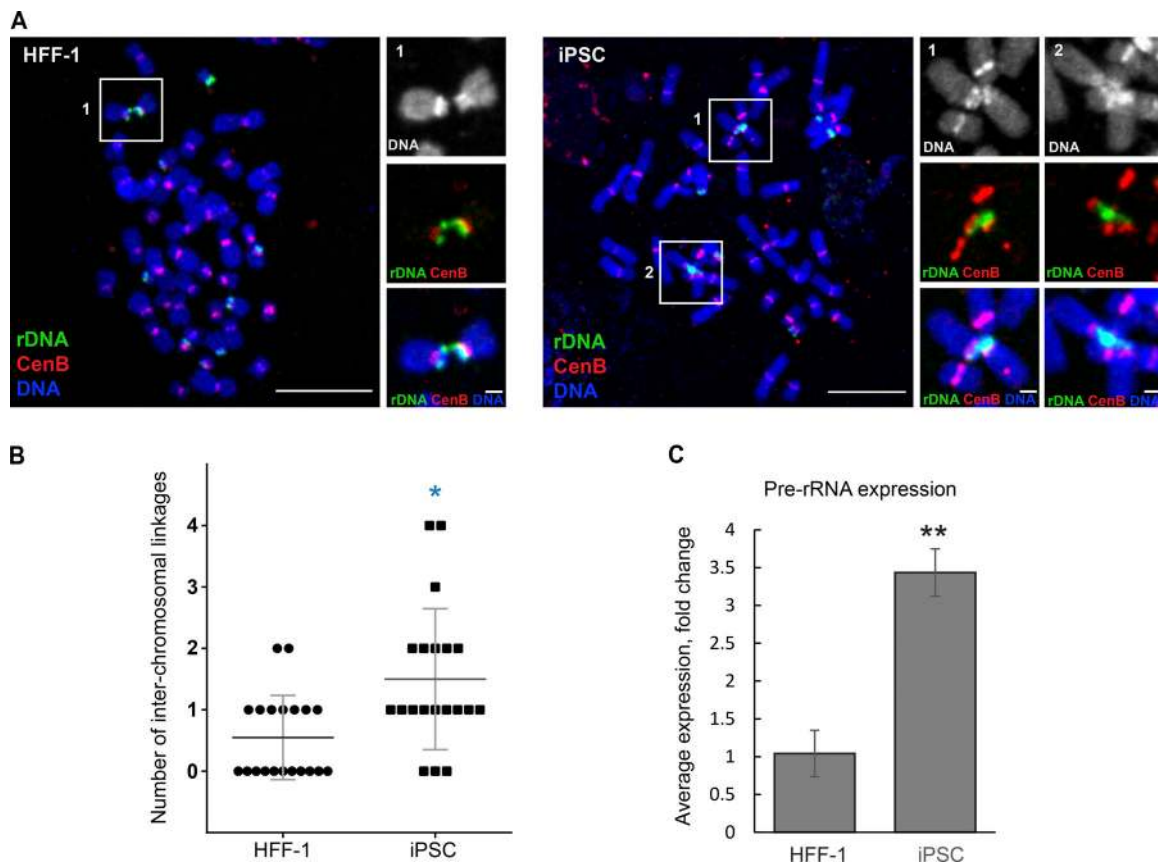 A
HFF-1
1
rDNA
CenB
DNA
1
DNA
rDNA CenB
rDNA CenB DNA
iPSC
1
2
rDNA
CenB
DNA
1
DNA
rDNA CenB
rDNA CenB DNA
2
DNA
rDNA CenB
rDNA CenB DNA
B
Number of inter-chromosomal linkages
4
3
2
1
0
*
HFF-1
iPSC
C
Pre-rRNA expression
Average expression, fold change
4
3.5
3
2.5
2
1.5
1
0.5
0
**
HFF-1
iPSC